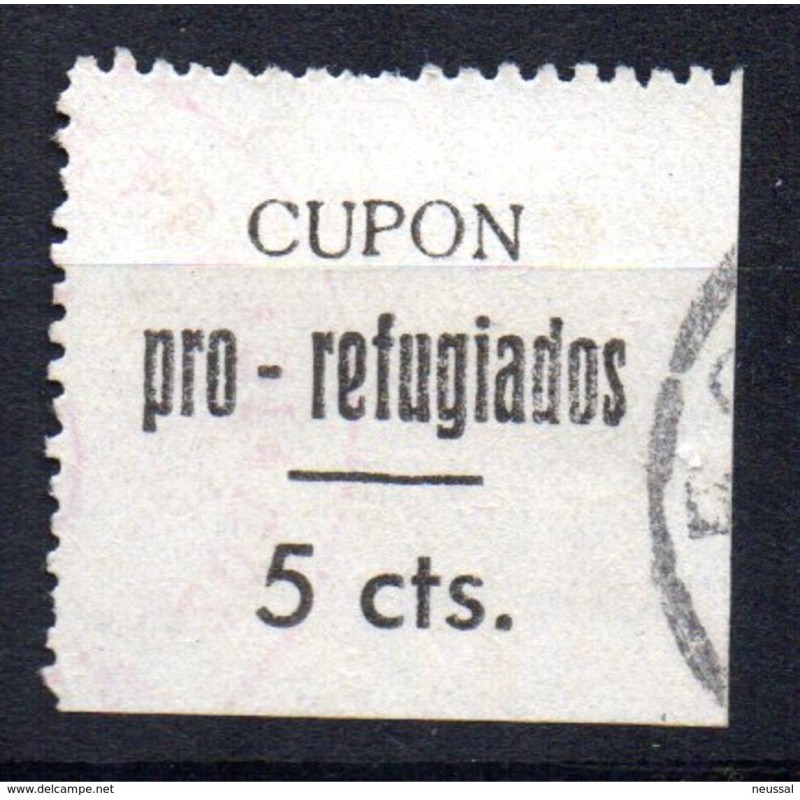 CUPON
pro - refugiados
5 cts.
www.delcampe.net
neussal